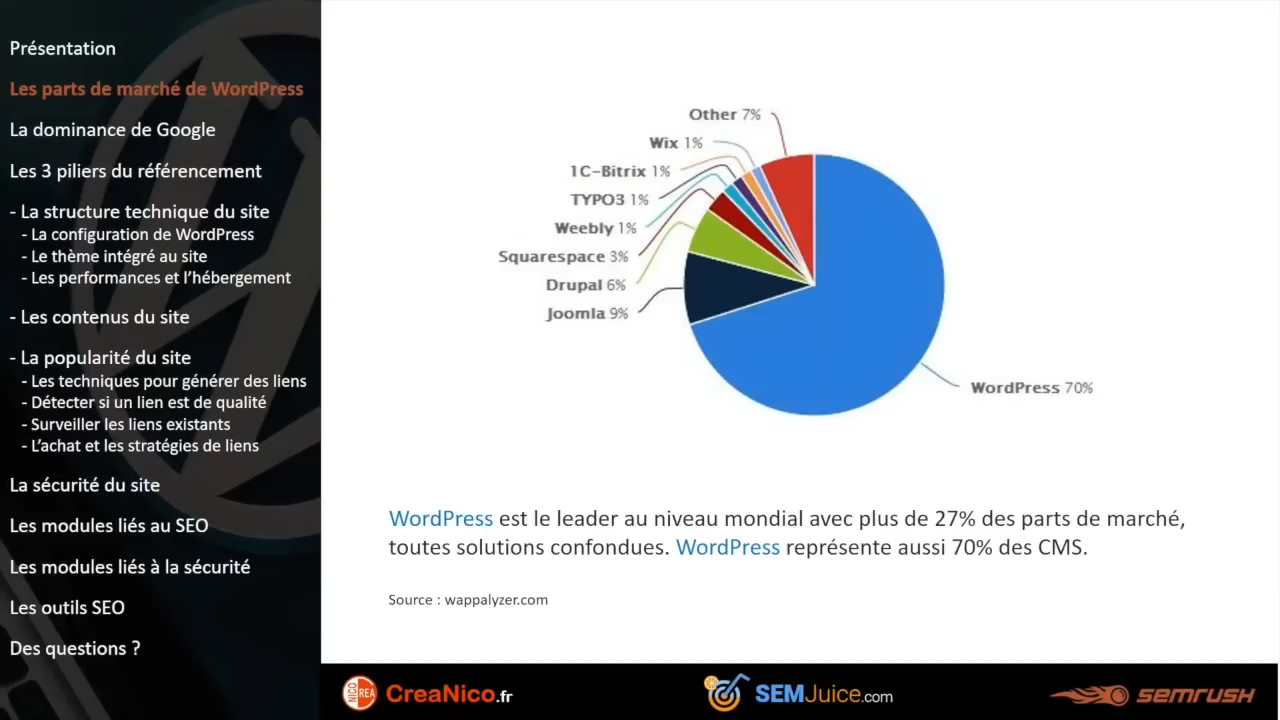 Présentation
Les parts de marché de WordPress
La dominance de Google
Les 3 piliers du référencement
- La structure technique du site
- La configuration de WordPress
- Le thème intégré au site
- Les performances et l'hébergement
- Les contenus du site
- La popularité du site
- Les techniques pour générer des liens
- Détecter si un lien est de qualité
- Surveiller les liens existants
- L'achat et les stratégies de liens
La sécurité du site
Les modules liés au SEO
Les modules liés à la sécurité
Les outils SEO
Des questions ?
Other 7%
Wix 1%
1C-Bitrix 1%
TYPO3 1%
Weebly 1%
Squarespace 3%
Drupal 6%
Joomla 9%
WordPress 70%
WordPress est le leader au niveau mondial avec plus de 27% des parts de marché,
toutes solutions confondues. WordPress représente aussi 70% des CMS.
Source : wappalyzer.com
NICO CREA CreaNico.fr
SEMJuice.com
SEMRUSH